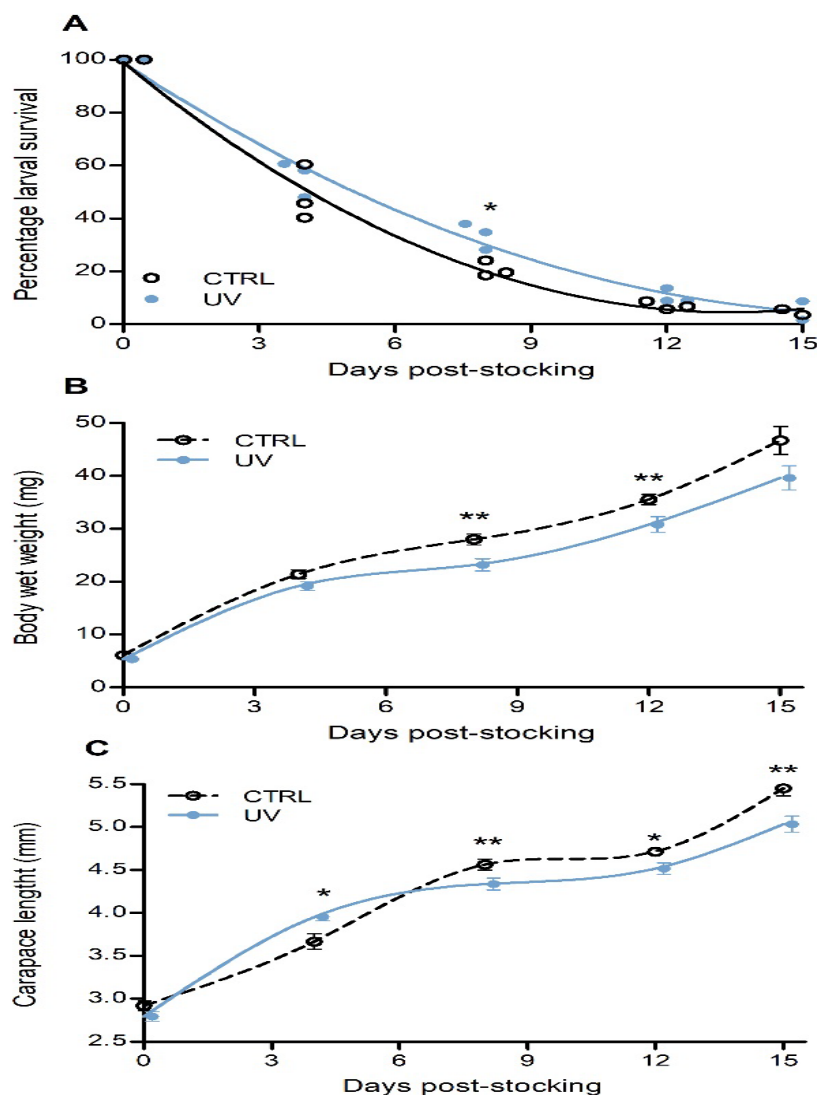 A
Percentage larval survival
100
80
60
40
20
0
*
CTRL
UV
0 3 6 9 12 15
Days post-stocking
B
Body wet weight (mg)
50
40
30
20
10
0
CTRL
UV
** **
0 3 6 9 12 15
Days post-stocking
C
Carapace lengtht (mm)
5.5
5.0
4.5
4.0
3.5
3.0
2.5
CTRL
UV
* ** * **
0 3 6 9 12 15
Days post-stocking